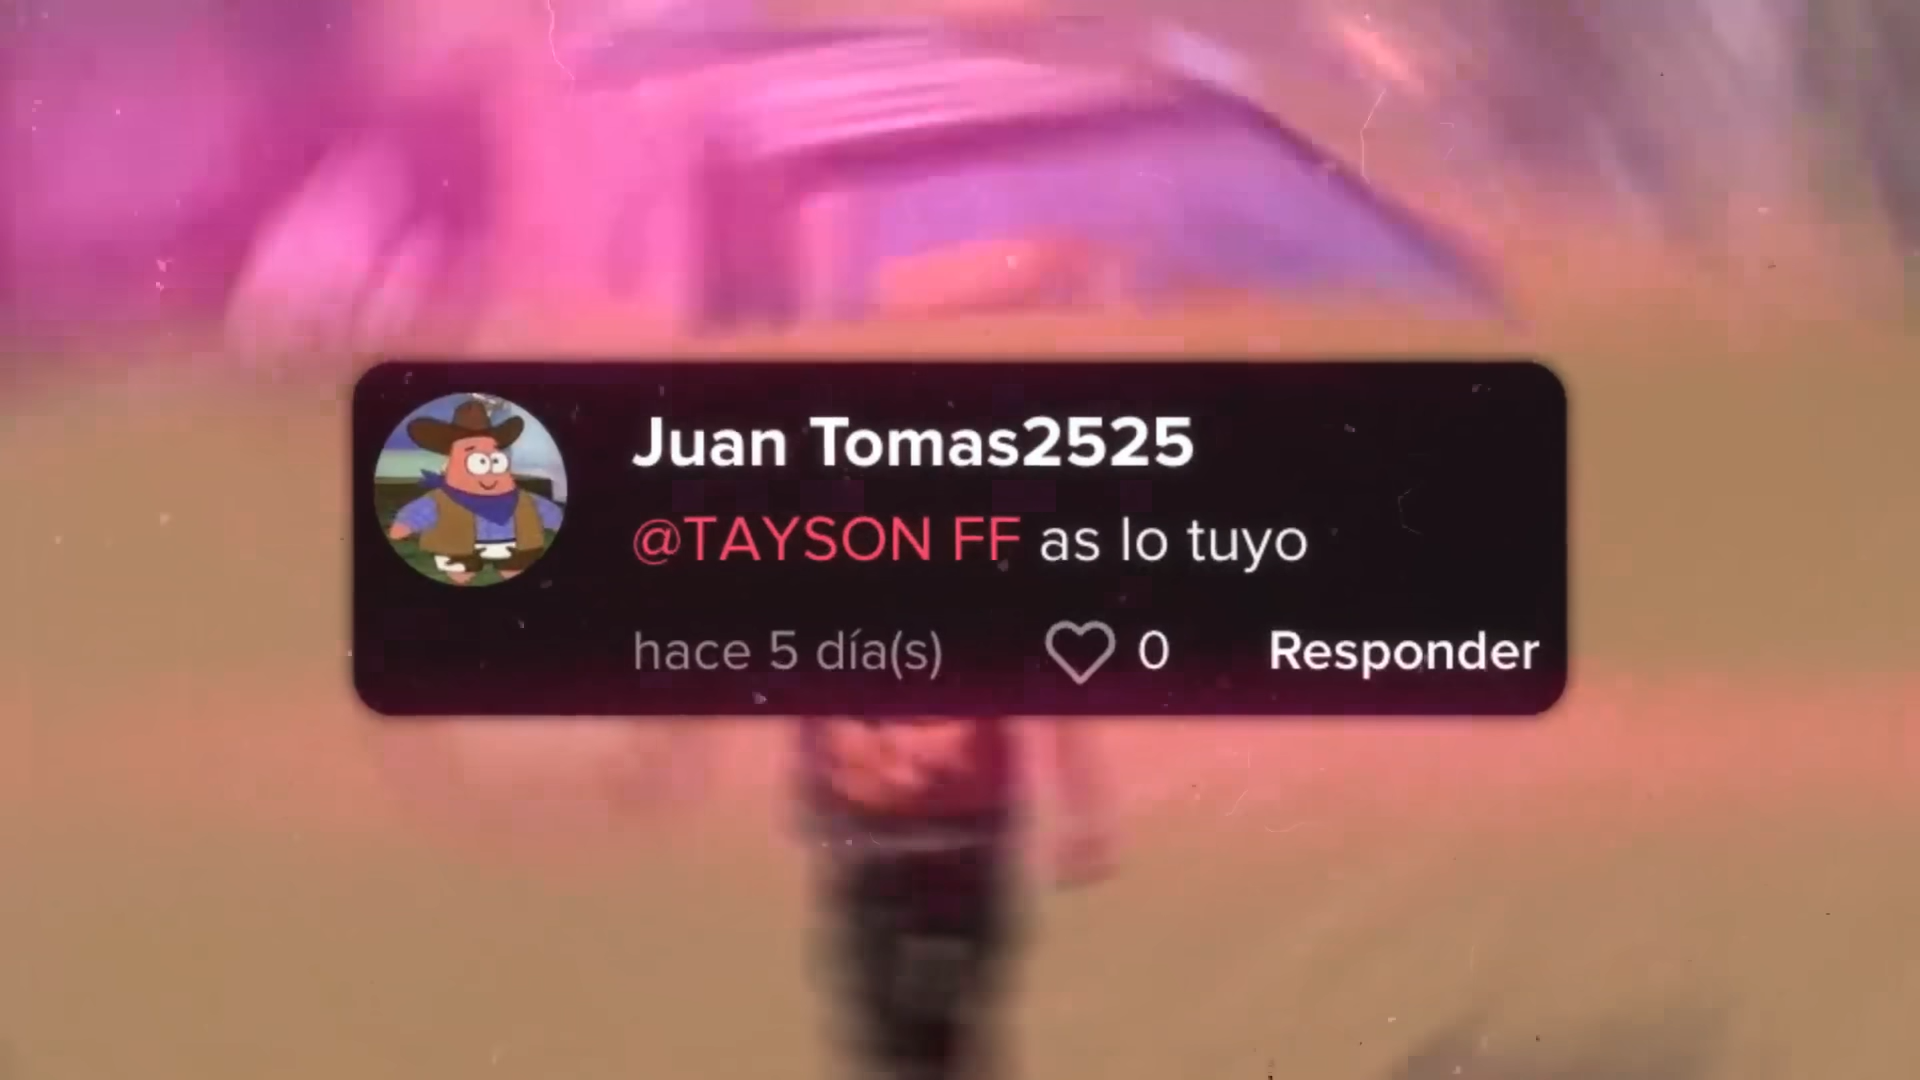 Juan Tomas2525
@TAYSON FF as lo tuyo
hace 5 día(s) 0 Responder